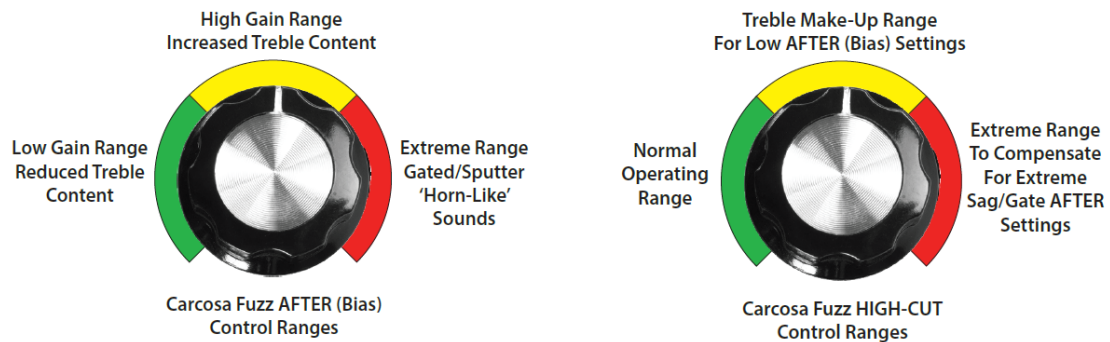 High Gain Range
Increased Treble Content
Low Gain Range
Reduced Treble
Content
Extreme Range
Gated/Sputter
‘Horn-Like’
Sounds
Carcosa Fuzz AFTER (Bias)
Control Ranges
Treble Make-Up Range
For Low AFTER (Bias) Settings
Normal
Operating
Range
Extreme Range
To Compensate
For Extreme
Sag/Gate AFTER
Settings
Carcosa Fuzz HIGH-CUT
Control Ranges